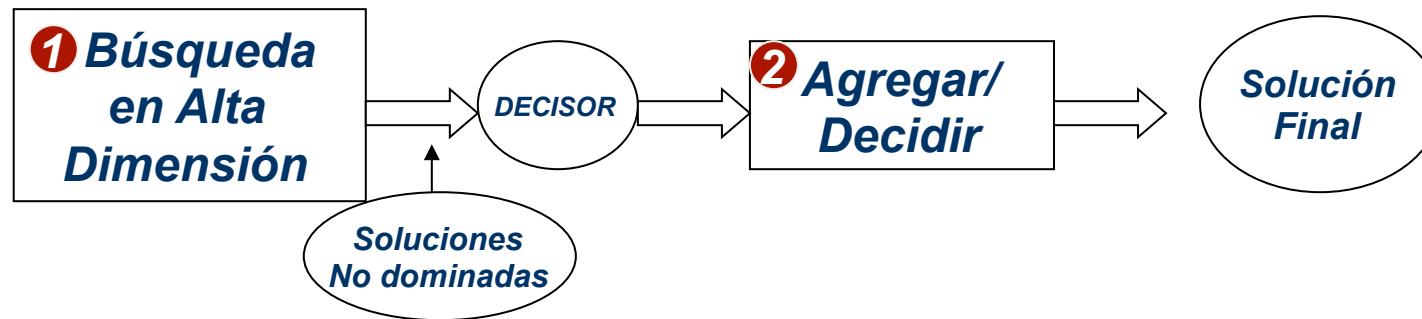 1 Búsqueda
en Alta
Dimensión
Soluciones
No dominadas
DECISOR
2 Agregar/
Decidir
Solución
Final